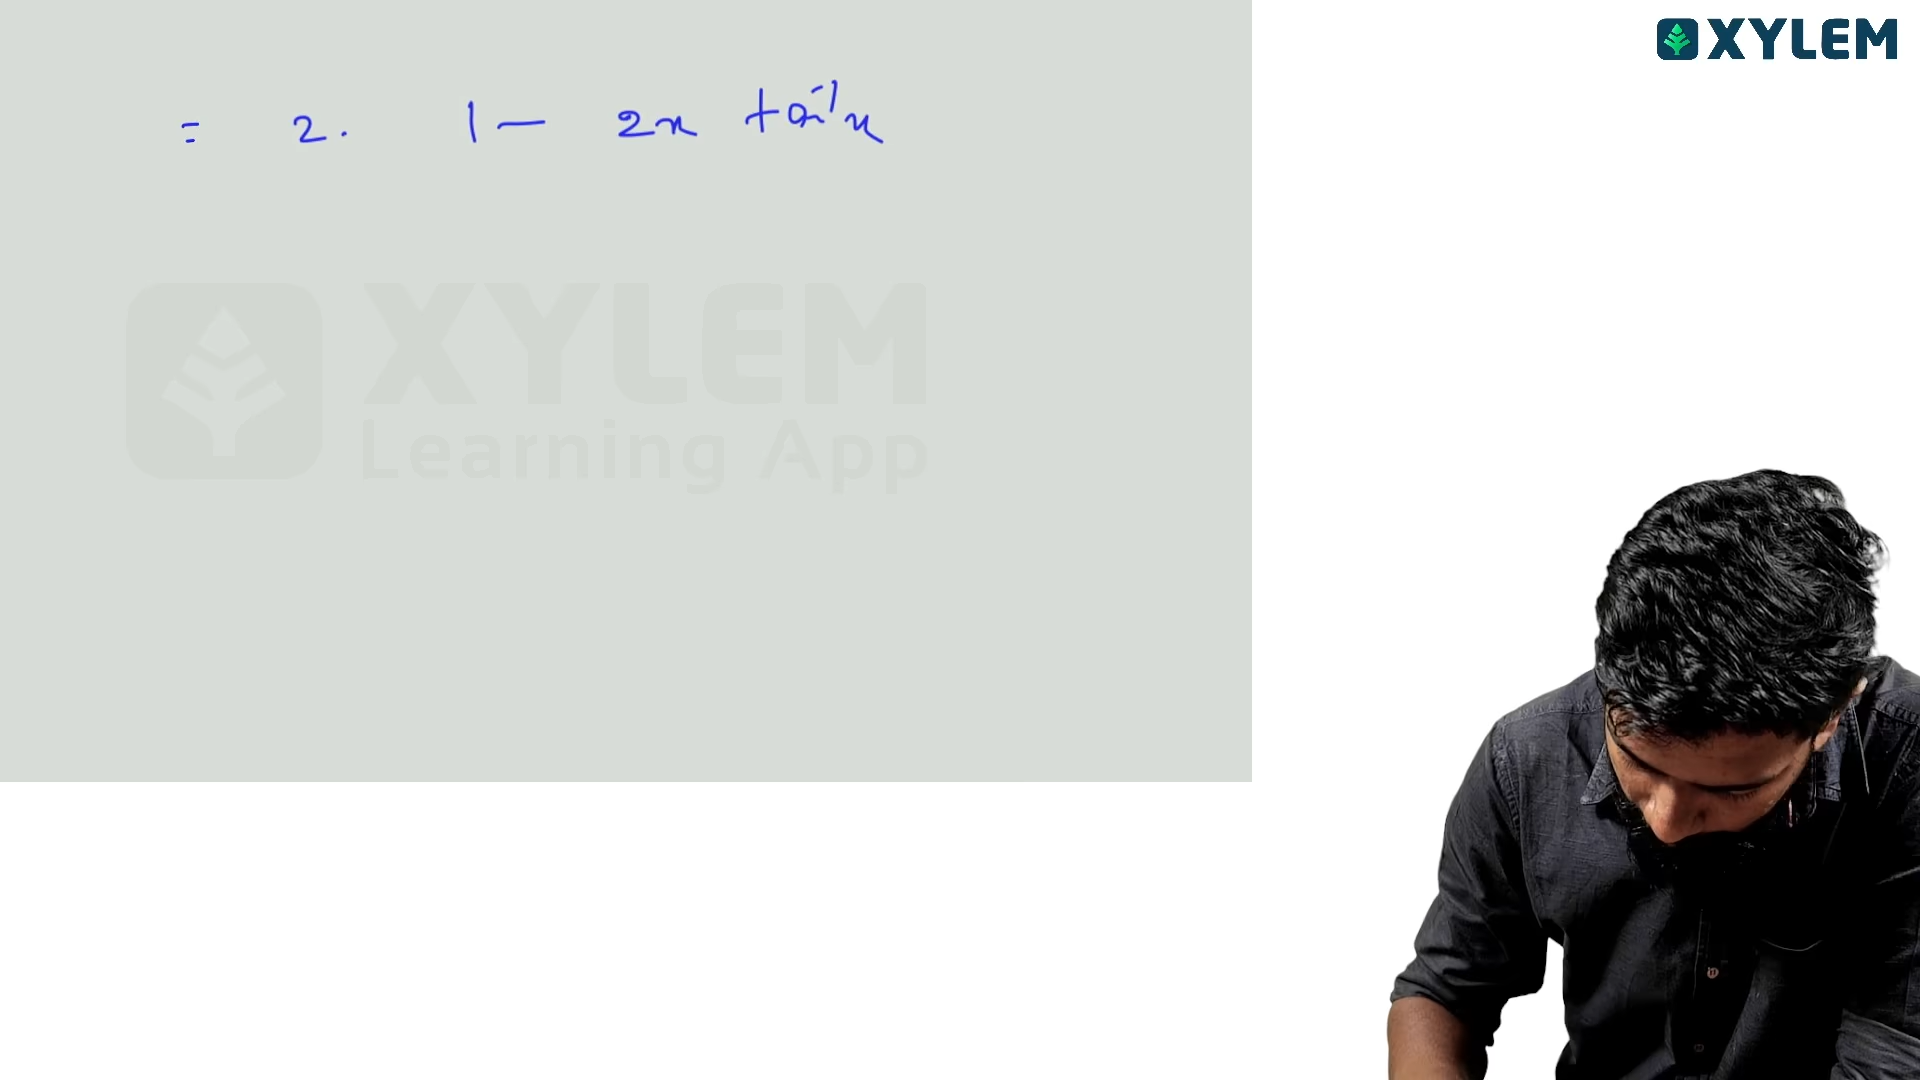 XYLEM
= 2. 1 - 2x tan⁻¹x
XYLEM
Learning App